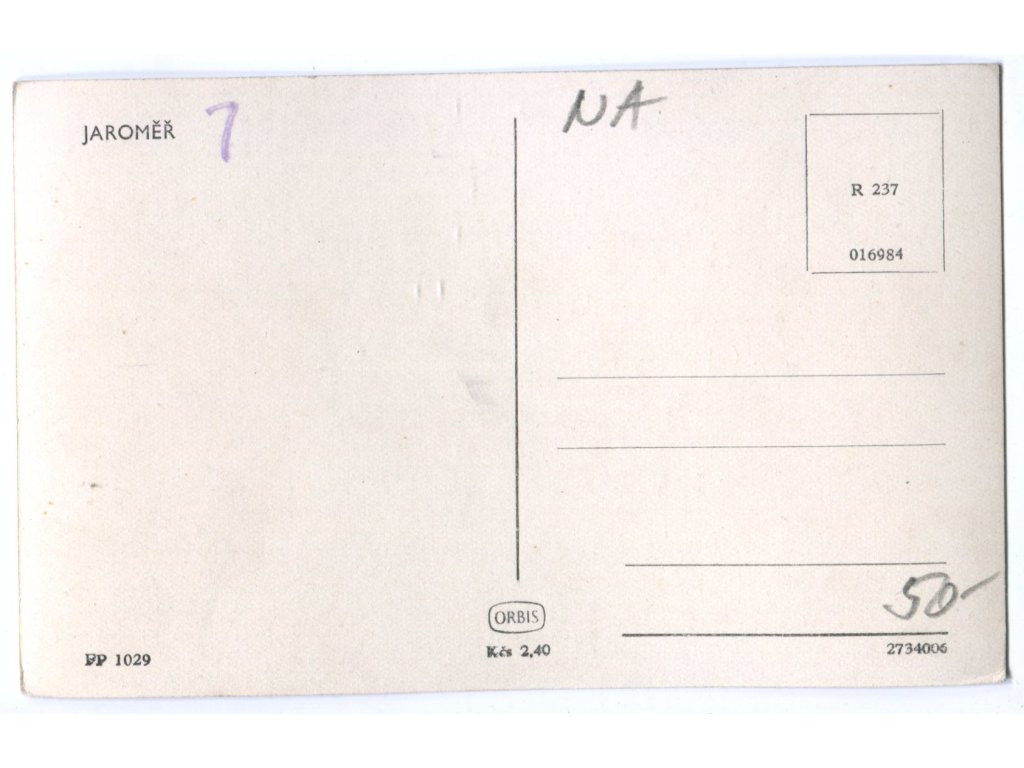 JAROMĚŘ
7
NA
R 237
016984
50-
ORBIS
Kčs 2,40
FP 1029
2734006